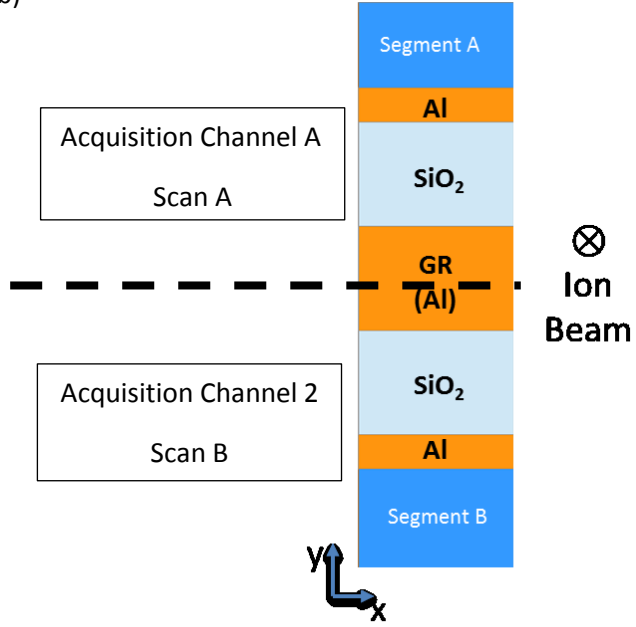 b)
Segment A
Al
Acquisition Channel A
Scan A
SiO₂
GR
(Al)
Ion
Beam
Acquisition Channel 2
Scan B
SiO₂
Al
Segment B
y
x